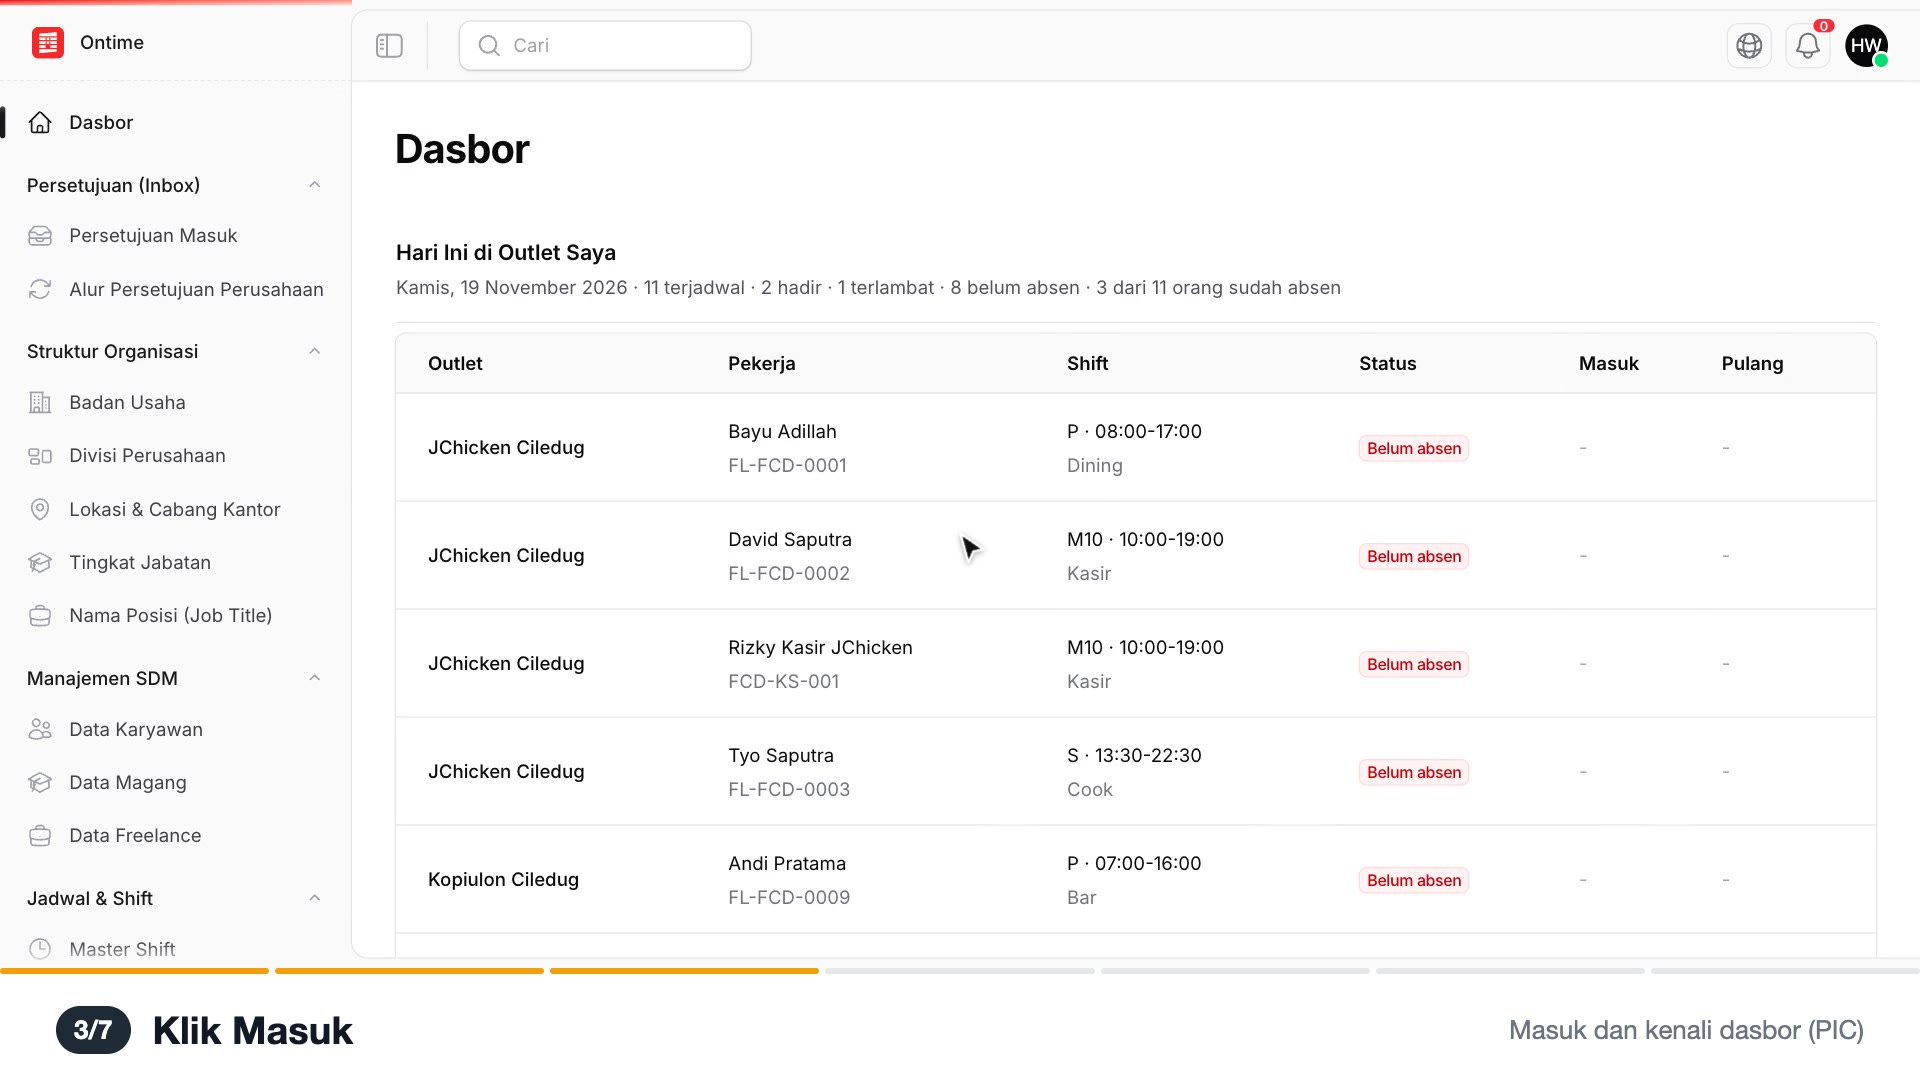 Ontime
Cari
0
HW
Dasbor
Persetujuan (Inbox)
Persetujuan Masuk
Alur Persetujuan Perusahaan
Struktur Organisasi
Badan Usaha
Divisi Perusahaan
Lokasi & Cabang Kantor
Tingkat Jabatan
Nama Posisi (Job Title)
Manajemen SDM
Data Karyawan
Data Magang
Data Freelance
Jadwal & Shift
Master Shift
Dasbor
Hari Ini di Outlet Saya
Kamis, 19 November 2026 · 11 terjadwal · 2 hadir · 1 terlambat · 8 belum absen · 3 dari 11 orang sudah absen
Outlet Pekerja Shift Status Masuk Pulang
JChicken Ciledug Bayu Adillah P · 08:00-17:00 Belum absen - -
FL-FCD-0001 Dining
JChicken Ciledug David Saputra M10 · 10:00-19:00 Belum absen - -
FL-FCD-0002 Kasir
JChicken Ciledug Rizky Kasir JChicken M10 · 10:00-19:00 Belum absen - -
FCD-KS-001 Kasir
JChicken Ciledug Tyo Saputra S · 13:30-22:30 Belum absen - -
FL-FCD-0003 Cook
Kopiulon Ciledug Andi Pratama P · 07:00-16:00 Belum absen - -
FL-FCD-0009 Bar
3/7 Klik Masuk
Masuk dan kenali dasbor (PIC)